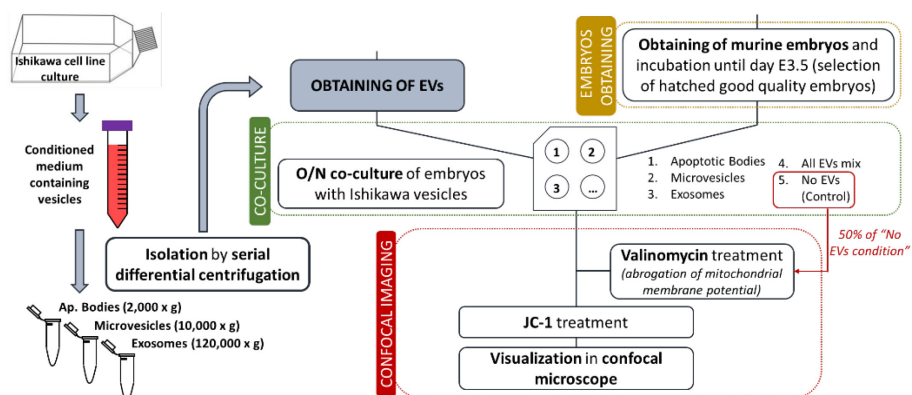 Ishikawa cell line
culture
Conditioned
medium
containing
vesicles
Isolation by serial
differential centrifugation
Ap. Bodies (2,000 x g)
Microvesicles (10,000 x g)
Exosomes (120,000 x g)
OBTAINING OF EVs
EMBRYOS
OBTAINING
Obtaining of murine embryos and
incubation until day E3.5 (selection
of hatched good quality embryos)
CO-CULTURE
O/N co-culture of embryos
with Ishikawa vesicles
1 2
3 ...
1. Apoptotic Bodies
2. Microvesicles
3. Exosomes
4. All EVs mix
5. No EVs
(Control)
50% of “No
EVs condition”
CONFOCAL IMAGING
Valinomycin treatment
(abrogation of mitochondrial
membrane potential)
JC-1 treatment
Visualization in confocal
microscope